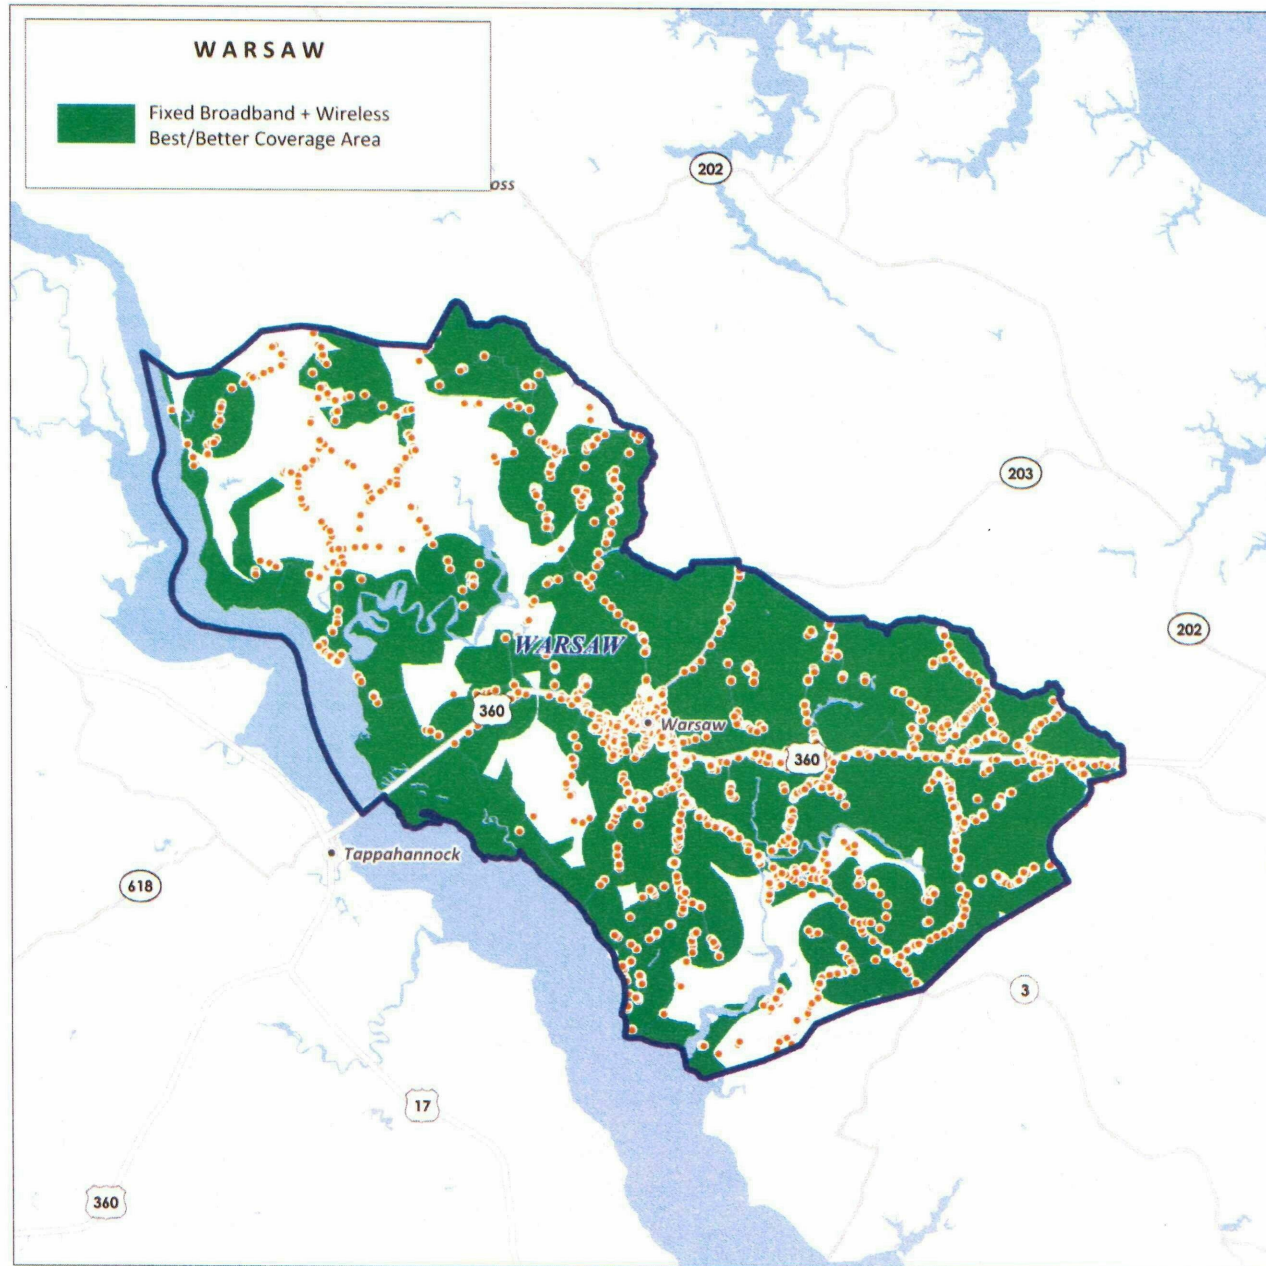 WARSAW
Fixed Broadband + Wireless
Best/Better Coverage Area
oss
202
203
202
WARSAW
360
Warsaw
360
Tappahannock
618
3
17
360